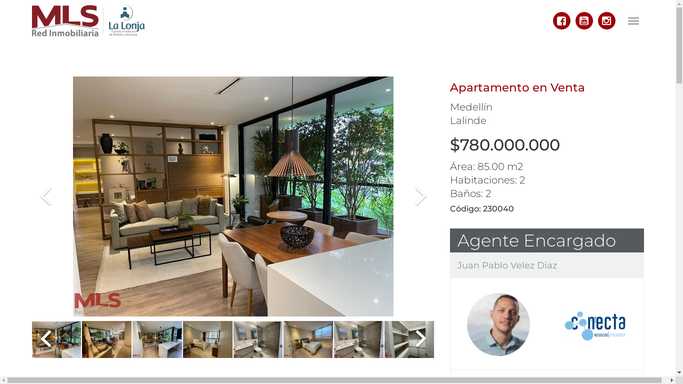 MLS
Red Inmobiliaria
La Lonja
Apartamento en Venta
Medellín
Lalinde
$780.000.000
Área: 85.00 m2
Habitaciones: 2
Baños: 2
Código: 230040
MLS
Agente Encargado
Juan Pablo Velez Diaz
conecta